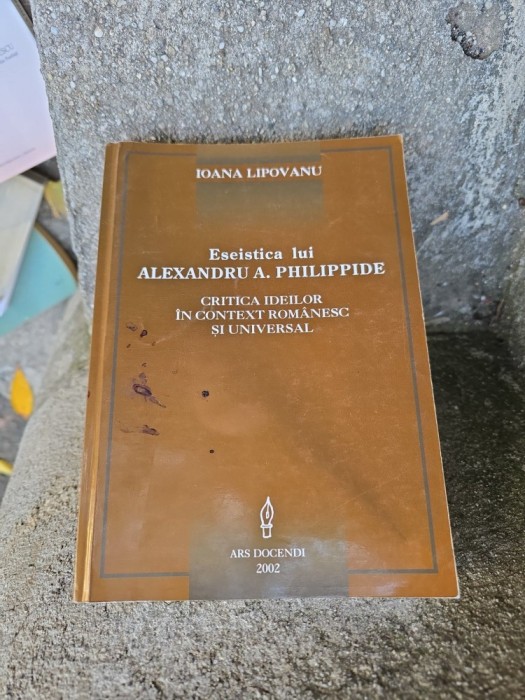 IOANA LIPOVANU
Eseistica lui
ALEXANDRU A. PHILIPPIDE
CRITICA IDEILOR
ÎN CONTEXT ROMÂNESC
ȘI UNIVERSAL
ARS DOCENDI
2002